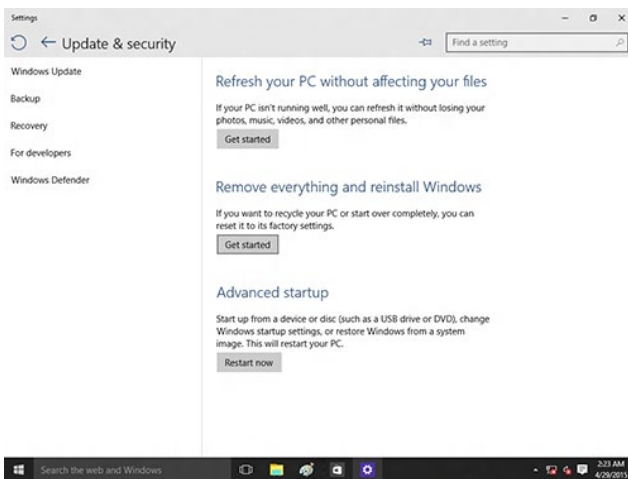 Settings
Update & security
Find a setting
Windows Update
Backup
Recovery
For developers
Windows Defender
Refresh your PC without affecting your files
If your PC isn't running well, you can refresh it without losing your
photos, music, videos, and other personal files.
Get started
Remove everything and reinstall Windows
If you want to recycle your PC or start over completely, you can
reset it to its factory settings.
Get started
Advanced startup
Start up from a device or disc (such as a USB drive or DVD), change
Windows startup settings, or restore Windows from a system
image. This will restart your PC.
Restart now
Search the web and Windows
2:23 AM
4/29/2015